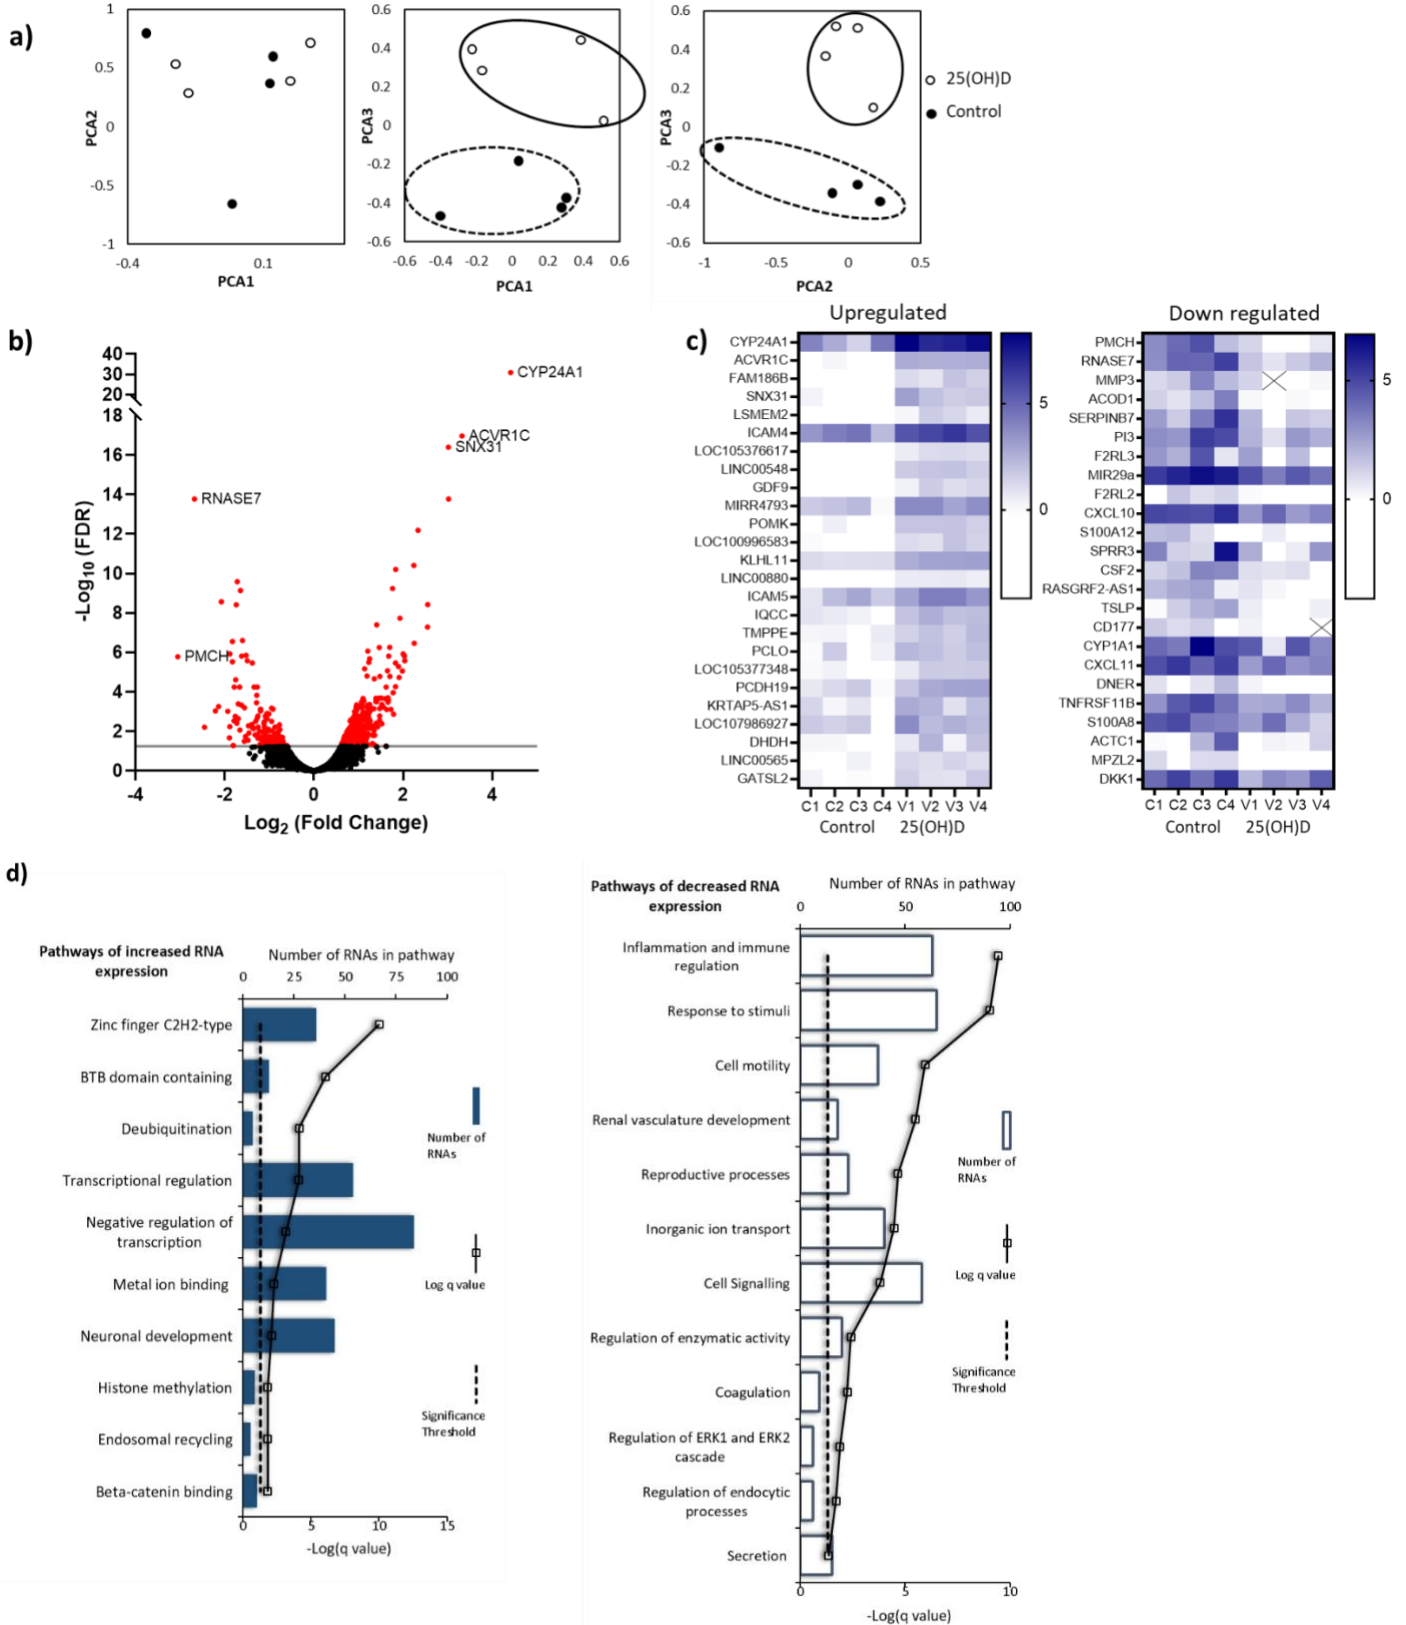 a)
1
0.5
0
-0.5
-1
-0.4
0.1
PCA2
PCA1
0.6
0.4
0.2
0
-0.2
-0.4
-0.6
-0.6 -0.4 -0.2 0 0.2 0.4 0.6
PCA3
PCA1
0.6
0.4
0.2
0
-0.2
-0.4
-0.6
-1 0 0.5
PCA3
PCA2
25(OH)D
Control
b)
40
30
20
18
16
14
12
10
8
6
4
2
0
-4 -2 0 2 4
-Log10 (FDR)
Log2 (Fold Change)
CYP24A1
ACVR1C
SNX31
RNASE7
PMCH
c)
Upregulated
CYP24A1
ACVR1C
FAM186B
SNX31
LSMEM2
ICAM4
LOC105376617
LINC00548
GDF9
MIRR4793
POMK
LOC100996583
KLHL11
LINC00880
ICAM5
IQCC
TMPPE
PCLO
LOC105377348
PCDH19
KRTAP5-AS1
LOC107986927
DHDH
LINC00565
GATSL2
C1 C2 C3 C4 V1 V2 V3 V4
Control 25(OH)D
5
0
Down regulated
PMCH
RNASE7
MMP3
ACOD1
SERPINB7
PI3
F2RL3
MIR29a
F2RL2
CXCL10
S100A12
SPRR3
CSF2
RASGRF2-AS1
TSLP
CD177
CYP1A1
CXCL11
DNER
TNFRSF11B
S100A8
ACTC1
MPZL2
DKK1
C1 C2 C3 C4 V1 V2 V3 V4
Control 25(OH)D
5
0
d)
Pathways of increased RNA
expression
Number of RNAs in pathway
0 25 50 75 100
Zinc finger C2H2-type
BTB domain containing
Deubiquitination
Transcriptional regulation
Negative regulation of
transcription
Metal ion binding
Neuronal development
Histone methylation
Endosomal recycling
Beta-catenin binding
0 5 10 15
-Log(q value)
Number of
RNAs
Log q value
Significance
Threshold
Pathways of decreased RNA
expression
Number of RNAs in pathway
0 50 100
Inflammation and immune
regulation
Response to stimuli
Cell motility
Renal vasculature development
Reproductive processes
Inorganic ion transport
Cell Signalling
Regulation of enzymatic activity
Coagulation
Regulation of ERK1 and ERK2
cascade
Regulation of endocytic
processes
Secretion
0 5 10
-Log(q value)
Number of
RNAs
Log q value
Significance
Threshold